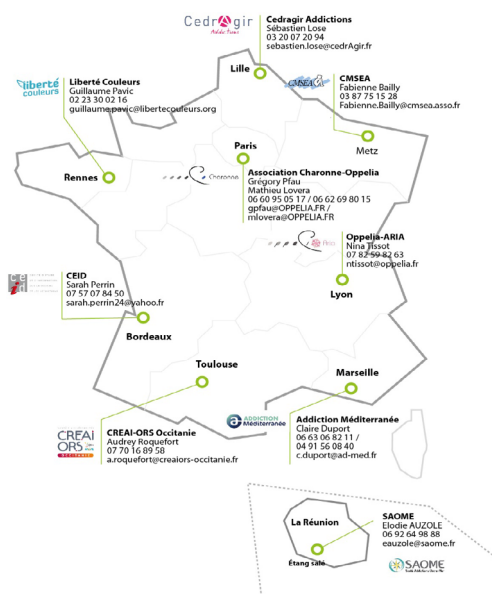 CedrAgir
Addictions
Cedragir Addictions
Sébastien Lose
03 20 07 20 94
sebastien.lose@cedrAgir.fr
Lille
liberté
couleurs
Liberté Couleurs
Guillaume Pavic
02 23 30 02 16
guillaume.pavic@libertecouleurs.org
CMSEA
CMSEA
Fabienne Bailly
03 87 75 15 28
Fabienne.Bailly@cmsea.asso.fr
Metz
Paris
Rennes
Charonne
Association Charonne-Oppelia
Grégory Pfau
Mathieu Lovera
06 60 95 05 17 / 06 62 69 80 15
gpfau@OPPELIA.FR /
mlovera@OPPELIA.FR
Oppelia-ARIA
Nina Tissot
07 82 59 82 63
ntissot@oppelia.fr
Lyon
CEID
Sarah Perrin
07 57 07 84 50
sarah.perrin24@yahoo.fr
Bordeaux
Toulouse
Marseille
ADDICTION
Méditerranée
Addiction Méditerranée
Claire Duport
06 63 06 82 11 /
04 91 56 08 40
c.duport@ad-med.fr
CREAI
ORS
OCCITANIE
CREAI-ORS Occitanie
Audrey Roquefort
07 70 16 89 58
a.roquefort@creaiors-occitanie.fr
La Réunion
Étang salé
SAOME
Elodie AUZOLE
06 92 64 98 88
eauzole@saome.fr
SAOME